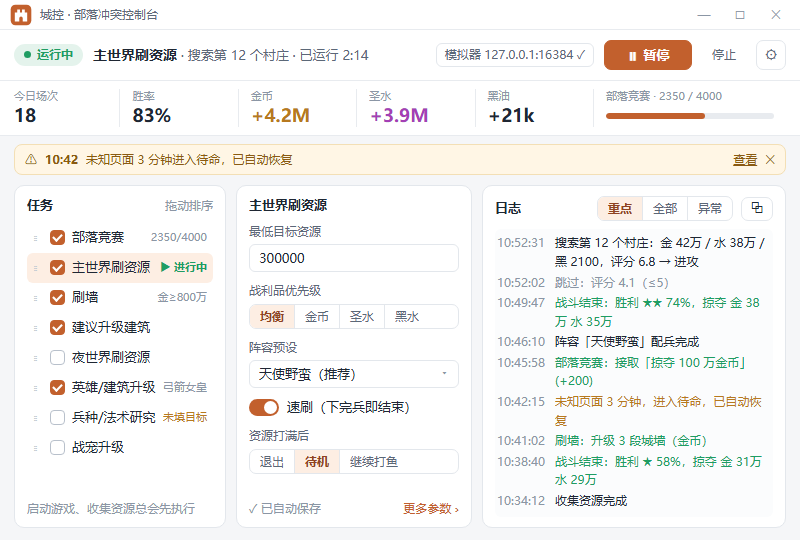 城控 · 部落冲突控制台
运行中 主世界刷资源 · 搜索第 12 个村庄 · 已运行 2:14 模拟器 127.0.0.1:16384 ✓ 暂停 停止
今日场次 胜率 金币 圣水 黑油 部落竞赛 · 2350 / 4000
18 83% +4.2M +3.9M +21k
10:42 未知页面 3 分钟进入待命，已自动恢复 查看
任务 拖动排序
部落竞赛 2350/4000
主世界刷资源 ▶ 进行中
刷墙 金≥800万
建议升级建筑
夜世界刷资源
英雄/建筑升级 弓箭女皇
兵种/法术研究 未填目标
战宠升级
启动游戏、收集资源总会先执行
主世界刷资源
最低目标资源
300000
战利品优先级
均衡 金币 圣水 黑水
阵容预设
天使野蛮（推荐）
速刷（下完兵即结束）
资源打满后
退出 待机 继续打鱼
✓ 已自动保存 更多参数 ›
日志 重点 全部 异常
10:52:31 搜索第 12 个村庄：金 42万 / 水 38万 /
黑 2100，评分 6.8 → 进攻
10:52:02 跳过：评分 4.1（≤5）
10:49:47 战斗结束：胜利 ★★ 74%，掠夺 金 38
万 水 35万
10:46:10 阵容「天使野蛮」配兵完成
10:45:58 部落竞赛：接取「掠夺 100 万金币」
(+200)
10:42:15 未知页面 3 分钟，进入待命，已自动恢
复
10:41:02 刷墙：升级 3 段城墙（金币）
10:38:40 战斗结束：胜利 ★ 58%，掠夺 金 31万
水 29万
10:34:12 收集资源完成